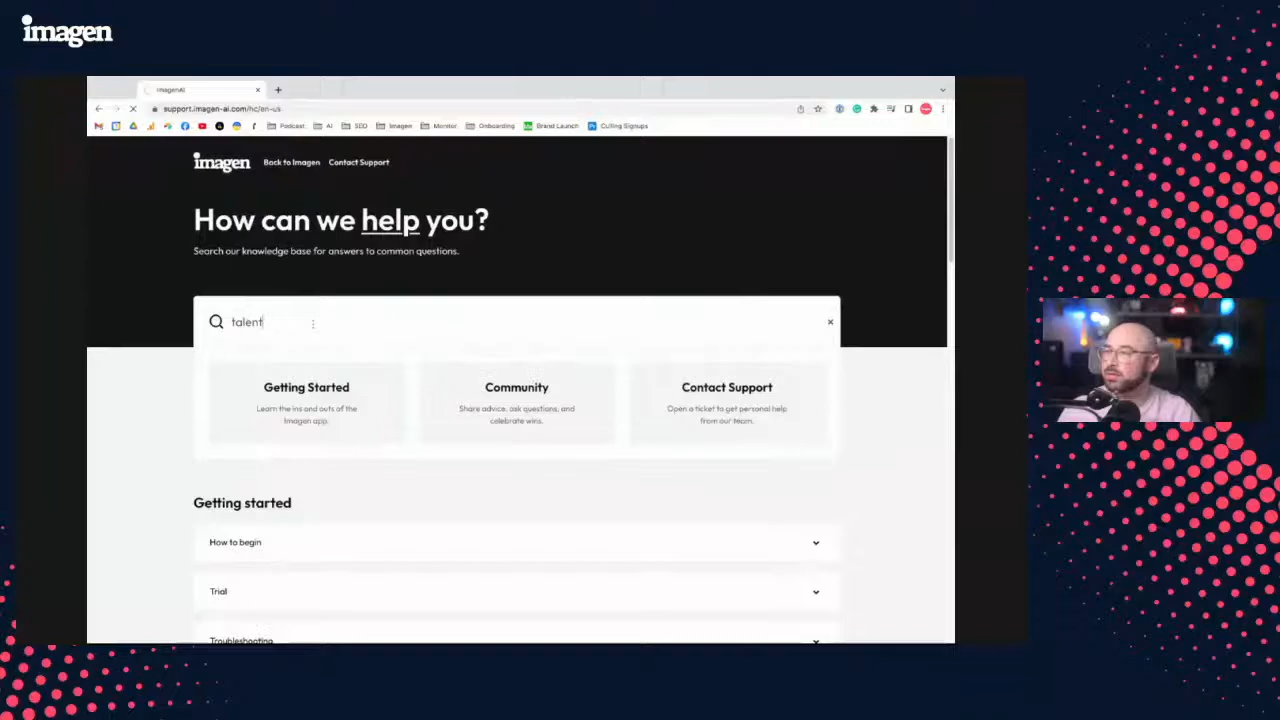 imagen
ImagenAI
support.imagen-ai.com/hc/en-us
Podcast AI SEO Imagen Monitor Onboarding Brand Launch Culling Signups
imagen Back to Imagen Contact Support
How can we help you?
Search our knowledge base for answers to common questions.
talent
Getting Started
Learn the ins and outs of the
Imagen app.
Community
Share advice, ask questions, and
celebrate wins.
Contact Support
Open a ticket to get personal help
from our team.
Getting started
How to begin
Trial
Troubleshooting